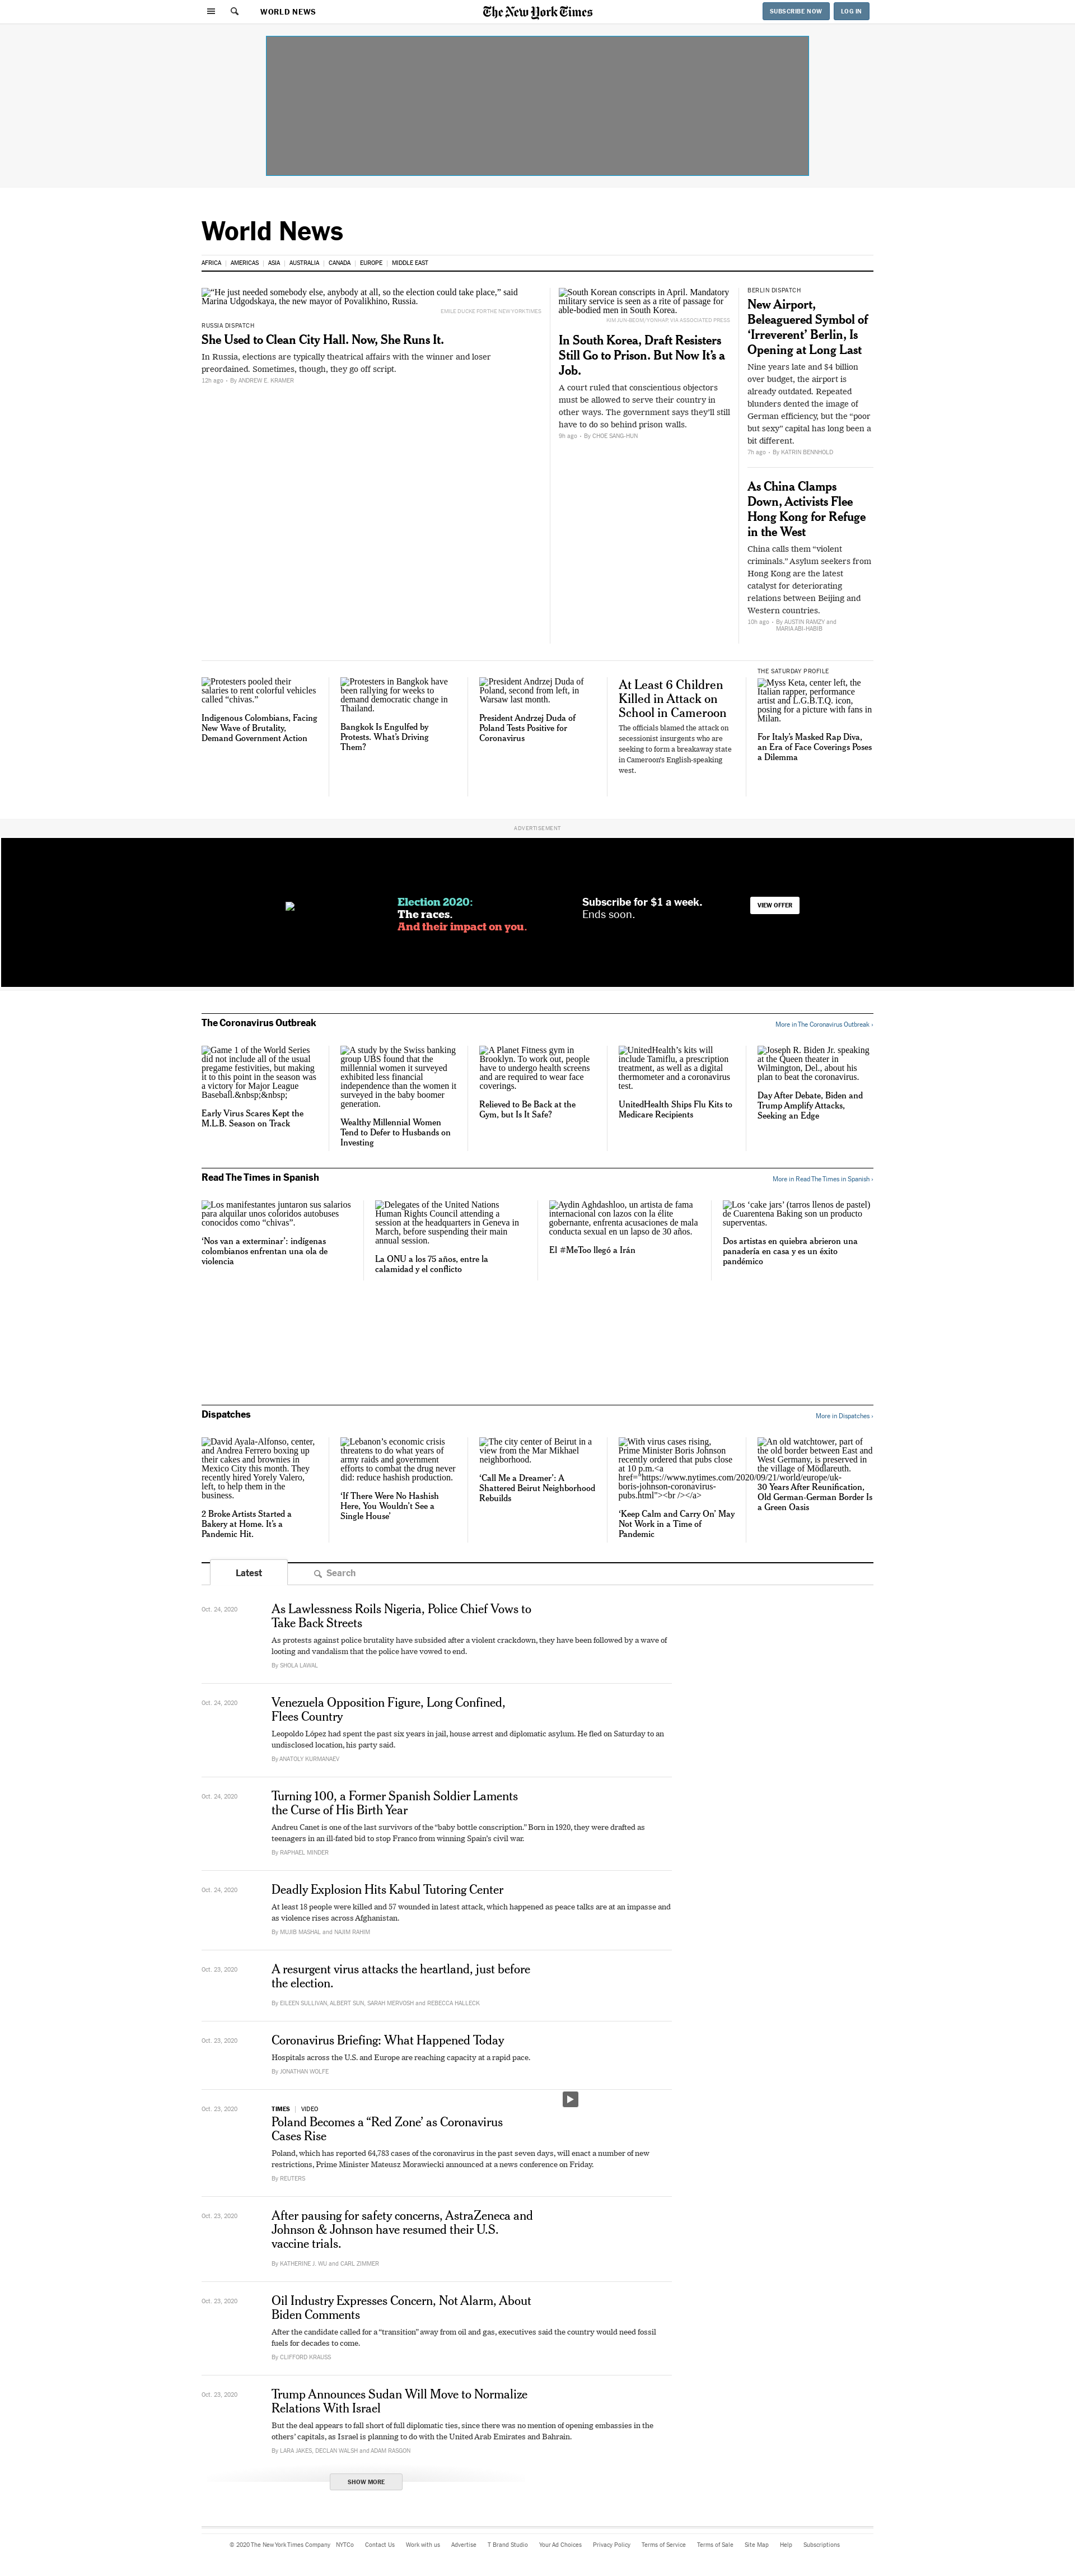 WORLD NEWS
The New York Times
SUBSCRIBE NOW
LOG IN
World News
AFRICA
AMERICAS
ASIA
AUSTRALIA
CANADA
EUROPE
MIDDLE EAST
“He just needed somebody else, anybody at all, so the election could take place,” said
Marina Udgodskaya, the new mayor of Povalikhino, Russia.
EMILE DUCKE FOR THE NEW YORK TIMES
RUSSIA DISPATCH
She Used to Clean City Hall. Now, She Runs It.
In Russia, elections are typically theatrical affairs with the winner and loser
preordained. Sometimes, though, they go off script.
12h ago - By ANDREW E. KRAMER
South Korean conscripts in April. Mandatory
military service is seen as a rite of passage for
able-bodied men in South Korea.
KIM JUN-BEOM/YONHAP, VIA ASSOCIATED PRESS
In South Korea, Draft Resisters
Still Go to Prison. But Now It’s a
Job.
A court ruled that conscientious objectors
must be allowed to serve their country in
other ways. The government says they’ll still
have to do so behind prison walls.
9h ago - By CHOE SANG-HUN
BERLIN DISPATCH
New Airport,
Beleaguered Symbol of
‘Irreverent’ Berlin, Is
Opening at Long Last
Nine years late and $4 billion
over budget, the airport is
already outdated. Repeated
blunders dented the image of
German efficiency, but the “poor
but sexy” capital has long been a
bit different.
7h ago - By KATRIN BENNHOLD
As China Clamps
Down, Activists Flee
Hong Kong for Refuge
in the West
China calls them “violent
criminals.” Asylum seekers from
Hong Kong are the latest
catalyst for deteriorating
relations between Beijing and
Western countries.
10h ago - By AUSTIN RAMZY and
MARIA ABI-HABIB
Protesters pooled their
salaries to rent colorful vehicles
called “chivas.”
Indigenous Colombians, Facing
New Wave of Brutality,
Demand Government Action
Protesters in Bangkok have
been rallying for weeks to
demand democratic change in
Thailand.
Bangkok Is Engulfed by
Protests. What’s Driving
Them?
President Andrzej Duda of
Poland, second from left, in
Warsaw last month.
President Andrzej Duda of
Poland Tests Positive for
Coronavirus
At Least 6 Children
Killed in Attack on
School in Cameroon
The officials blamed the attack on
secessionist insurgents who are
seeking to form a breakaway state
in Cameroon’s English-speaking
west.
THE SATURDAY PROFILE
Myss Keta, center left, the
Italian rapper, performance
artist and L.G.B.T.Q. icon,
posing for a picture with fans in
Milan.
For Italy’s Masked Rap Diva,
an Era of Face Coverings Poses
a Dilemma
ADVERTISEMENT
Election 2020:
The races.
And their impact on you.
Subscribe for $1 a week.
Ends soon.
VIEW OFFER
The Coronavirus Outbreak
More in The Coronavirus Outbreak ›
Game 1 of the World Series
did not include all of the usual
pregame festivities, but making
it to this point in the season was
a victory for Major League
Baseball.&nbsp;&nbsp;
Early Virus Scares Kept the
M.L.B. Season on Track
A study by the Swiss banking
group UBS found that the
millennial women it surveyed
exhibited less financial
independence than the women it
surveyed in the baby boomer
generation.
Wealthy Millennial Women
Tend to Defer to Husbands on
Investing
A Planet Fitness gym in
Brooklyn. To work out, people
have to undergo health screens
and are required to wear face
coverings.
Relieved to Be Back at the
Gym, but Is It Safe?
UnitedHealth’s kits will
include Tamiflu, a prescription
treatment, as well as a digital
thermometer and a coronavirus
test.
UnitedHealth Ships Flu Kits to
Medicare Recipients
Joseph R. Biden Jr. speaking
at the Queen theater in
Wilmington, Del., about his
plan to beat the coronavirus.
Day After Debate, Biden and
Trump Amplify Attacks,
Seeking an Edge
Read The Times in Spanish
More in Read The Times in Spanish ›
Los manifestantes juntaron sus salarios
para alquilar unos coloridos autobuses
conocidos como “chivas”.
‘Nos van a exterminar’: indígenas
colombianos enfrentan una ola de
violencia
Delegates of the United Nations
Human Rights Council attending a
session at the headquarters in Geneva in
March, before suspending their main
annual session.
La ONU a los 75 años, entre la
calamidad y el conflicto
Aydin Aghdashloo, un artista de fama
internacional con lazos con la élite
gobernante, enfrenta acusaciones de mala
conducta sexual en un lapso de 30 años.
El #MeToo llegó a Irán
Los ‘cake jars’ (tarros llenos de pastel)
de Cuarentena Baking son un producto
superventas.
Dos artistas en quiebra abrieron una
panadería en casa y es un éxito
pandémico
Dispatches
More in Dispatches ›
David Ayala-Alfonso, center,
and Andrea Ferrero boxing up
their cakes and brownies in
Mexico City this month. They
recently hired Yorely Valero,
left, to help them in the
business.
2 Broke Artists Started a
Bakery at Home. It’s a
Pandemic Hit.
Lebanon’s economic crisis
threatens to do what years of
army raids and government
efforts to combat the drug never
did: reduce hashish production.
‘If There Were No Hashish
Here, You Wouldn’t See a
Single House’
The city center of Beirut in a
view from the Mar Mikhael
neighborhood.
‘Call Me a Dreamer’: A
Shattered Beirut Neighborhood
Rebuilds
With virus cases rising,
Prime Minister Boris Johnson
recently ordered that pubs close
at 10 p.m.<a
href="https://www.nytimes.com/2020/09/21/world/europe/uk-
boris-johnson-coronavirus-
pubs.html"><br /></a>
‘Keep Calm and Carry On’ May
Not Work in a Time of
Pandemic
An old watchtower, part of
the old border between East and
West Germany, is preserved in
the village of Mödlareuth.
30 Years After Reunification,
Old German-German Border Is
a Green Oasis
Latest
Search
Oct. 24, 2020
As Lawlessness Roils Nigeria, Police Chief Vows to
Take Back Streets
As protests against police brutality have subsided after a violent crackdown, they have been followed by a wave of
looting and vandalism that the police have vowed to end.
By SHOLA LAWAL
Oct. 24, 2020
Venezuela Opposition Figure, Long Confined,
Flees Country
Leopoldo López had spent the past six years in jail, house arrest and diplomatic asylum. He fled on Saturday to an
undisclosed location, his party said.
By ANATOLY KURMANAEV
Oct. 24, 2020
Turning 100, a Former Spanish Soldier Laments
the Curse of His Birth Year
Andreu Canet is one of the last survivors of the “baby bottle conscription.” Born in 1920, they were drafted as
teenagers in an ill-fated bid to stop Franco from winning Spain’s civil war.
By RAPHAEL MINDER
Oct. 24, 2020
Deadly Explosion Hits Kabul Tutoring Center
At least 18 people were killed and 57 wounded in latest attack, which happened as peace talks are at an impasse and
as violence rises across Afghanistan.
By MUJIB MASHAL and NAJIM RAHIM
Oct. 23, 2020
A resurgent virus attacks the heartland, just before
the election.
By EILEEN SULLIVAN, ALBERT SUN, SARAH MERVOSH and REBECCA HALLECK
Oct. 23, 2020
Coronavirus Briefing: What Happened Today
Hospitals across the U.S. and Europe are reaching capacity at a rapid pace.
By JONATHAN WOLFE
Oct. 23, 2020
TIMES | VIDEO
Poland Becomes a “Red Zone’ as Coronavirus
Cases Rise
Poland, which has reported 64,783 cases of the coronavirus in the past seven days, will enact a number of new
restrictions, Prime Minister Mateusz Morawiecki announced at a news conference on Friday.
By REUTERS
Oct. 23, 2020
After pausing for safety concerns, AstraZeneca and
Johnson & Johnson have resumed their U.S.
vaccine trials.
By KATHERINE J. WU and CARL ZIMMER
Oct. 23, 2020
Oil Industry Expresses Concern, Not Alarm, About
Biden Comments
After the candidate called for a “transition” away from oil and gas, executives said the country would need fossil
fuels for decades to come.
By CLIFFORD KRAUSS
Oct. 23, 2020
Trump Announces Sudan Will Move to Normalize
Relations With Israel
But the deal appears to fall short of full diplomatic ties, since there was no mention of opening embassies in the
others’ capitals, as Israel is planning to do with the United Arab Emirates and Bahrain.
By LARA JAKES, DECLAN WALSH and ADAM RASGON
SHOW MORE
© 2020 The New York Times Company
NYTCo
Contact Us
Work with us
Advertise
T Brand Studio
Your Ad Choices
Privacy Policy
Terms of Service
Terms of Sale
Site Map
Help
Subscriptions